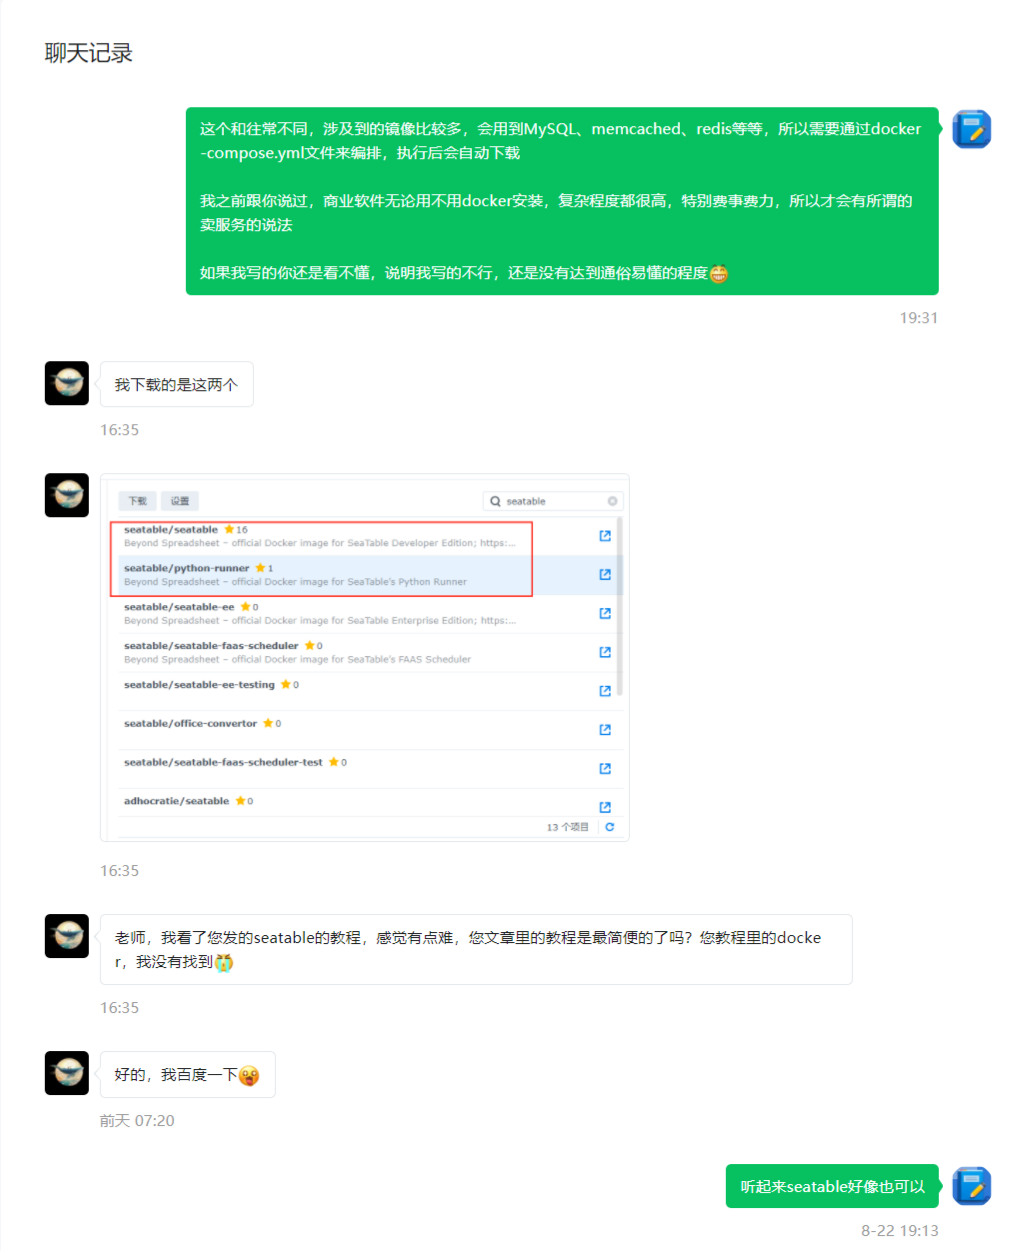 聊天记录
这个和往常不同，涉及到的镜像比较多，会用到MySQL、memcached、redis等等，所以需要通过docker
-compose.yml文件来编排，执行后会自动下载
我之前跟你说过，商业软件无论用不用docker安装，复杂程度都很高，特别费事费力，所以才会有所谓的
卖服务的说法
如果我写的你还是看不懂，说明我写的不行，还是没有达到通俗易懂的程度
19:31
我下载的是这两个
16:35
下载 设置 seatable
seatable/seatable 16
Beyond Spreadsheet – official Docker image for SeaTable Developer Edition; https:...
seatable/python-runner 1
Beyond Spreadsheet – official Docker image for SeaTable's Python Runner
seatable/seatable-ee 0
Beyond Spreadsheet – official Docker image for SeaTable Enterprise Edition; https:...
seatable/seatable-faas-scheduler 0
Beyond Spreadsheet – official Docker image for SeaTable's FAAS Scheduler
seatable/seatable-ee-testing 0
seatable/office-convertor 0
seatable/seatable-faas-scheduler-test 0
adhocratie/seatable 0
13 个项目
16:35
老师，我看了您发的seatable的教程，感觉有点难，您文章里的教程是最简便的了吗？您教程里的docke
r，我没有找到
16:35
好的，我百度一下
前天 07:20
听起来seatable好像也可以
8-22 19:13